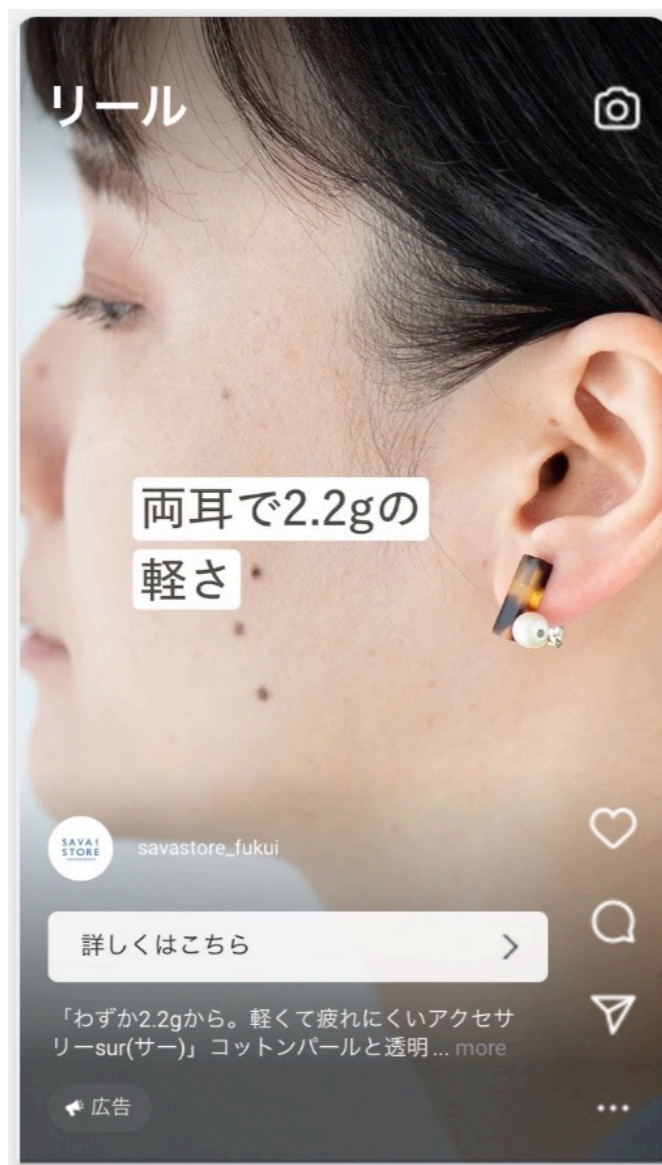 リール
両耳で2.2gの
軽さ
SAVA!
STORE
savastore_fukui
詳しくはこちら
「わずか2.2gから。軽くて疲れにくいアクセサ
リーsur(サー)」コットンパールと透明... more
広告